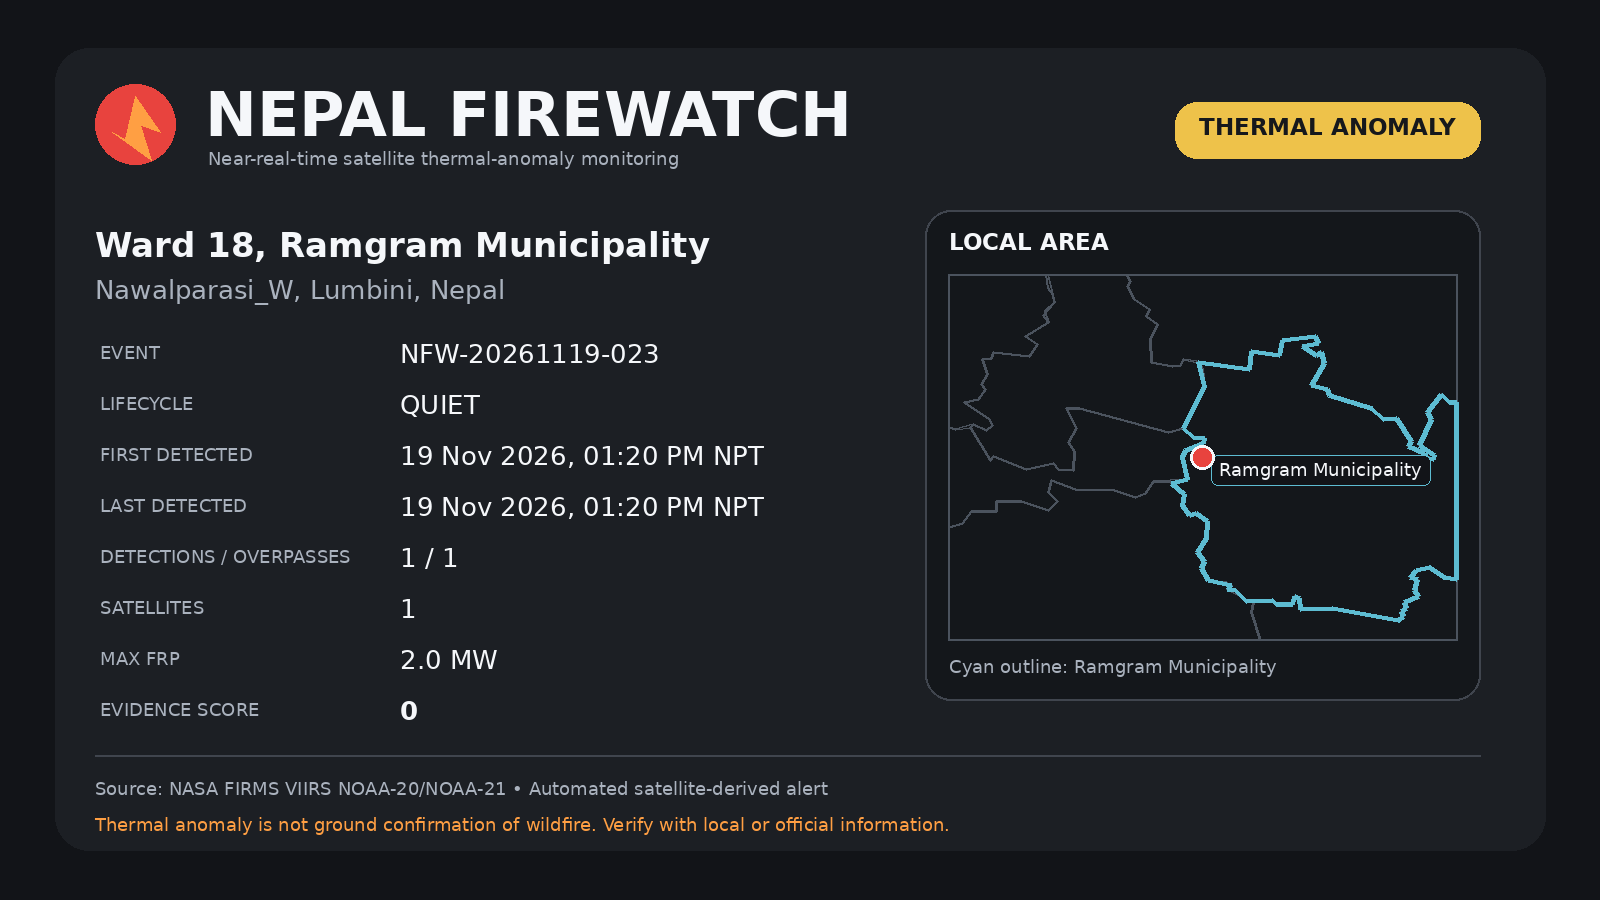 NEPAL FIREWATCH
Near-real-time satellite thermal-anomaly monitoring
THERMAL ANOMALY
Ward 18, Ramgram Municipality
Nawalparasi_W, Lumbini, Nepal
EVENT NFW-20261119-023
LIFECYCLE QUIET
FIRST DETECTED 19 Nov 2026, 01:20 PM NPT
LAST DETECTED 19 Nov 2026, 01:20 PM NPT
DETECTIONS / OVERPASSES 1 / 1
SATELLITES 1
MAX FRP 2.0 MW
EVIDENCE SCORE 0
LOCAL AREA
Ramgram Municipality
Cyan outline: Ramgram Municipality
Source: NASA FIRMS VIIRS NOAA-20/NOAA-21 • Automated satellite-derived alert
Thermal anomaly is not ground confirmation of wildfire. Verify with local or official information.